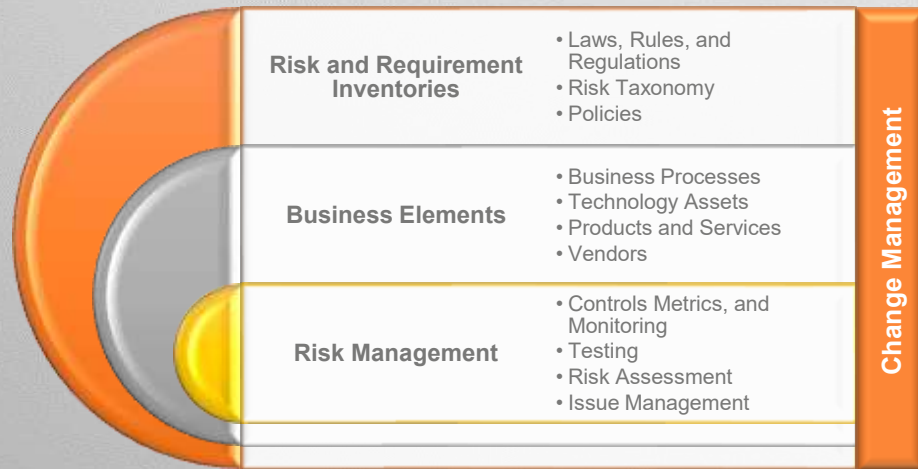 Risk and Requirement
Inventories
• Laws, Rules, and
Regulations
• Risk Taxonomy
• Policies
Business Elements
• Business Processes
• Technology Assets
• Products and Services
• Vendors
Risk Management
• Controls Metrics, and
Monitoring
• Testing
• Risk Assessment
• Issue Management
Change Management